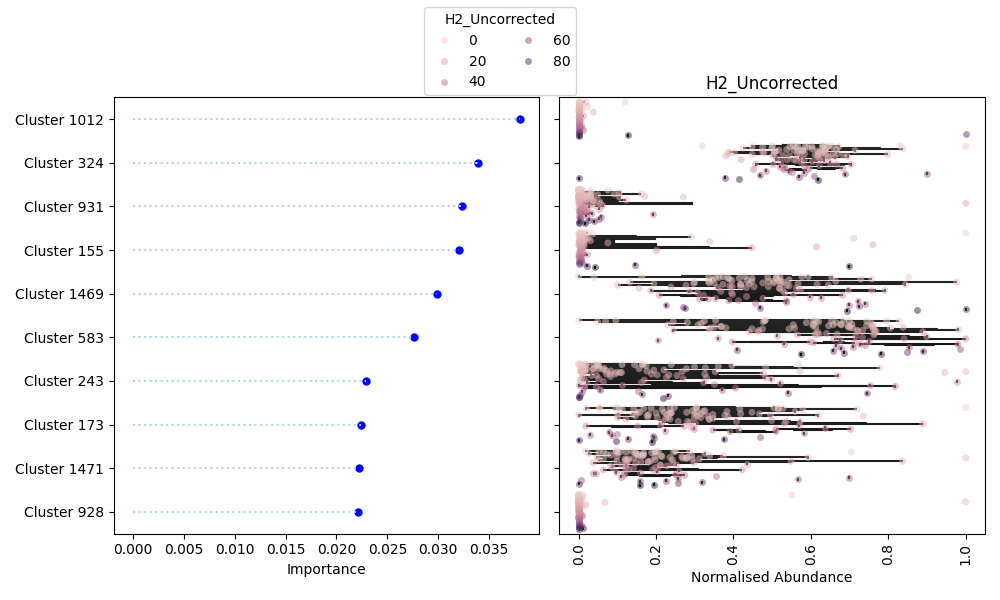 H2_Uncorrected
0 60
20 80
40
H2_Uncorrected
Cluster 1012
Cluster 324
Cluster 931
Cluster 155
Cluster 1469
Cluster 583
Cluster 243
Cluster 173
Cluster 1471
Cluster 928
0.000 0.005 0.010 0.015 0.020 0.025 0.030 0.035
Importance
0.0 0.2 0.4 0.6 0.8 1.0
Normalised Abundance